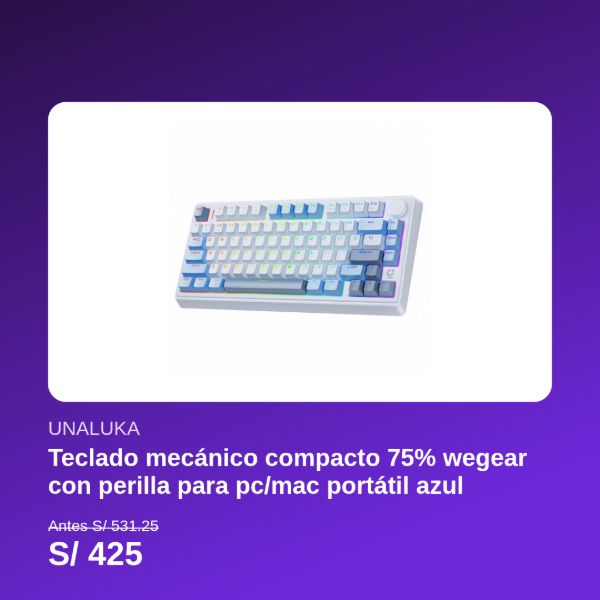 UNALUKA
Teclado mecánico compacto 75% wegear
con perilla para pc/mac portátil azul
Antes S/ 531.25
S/ 425